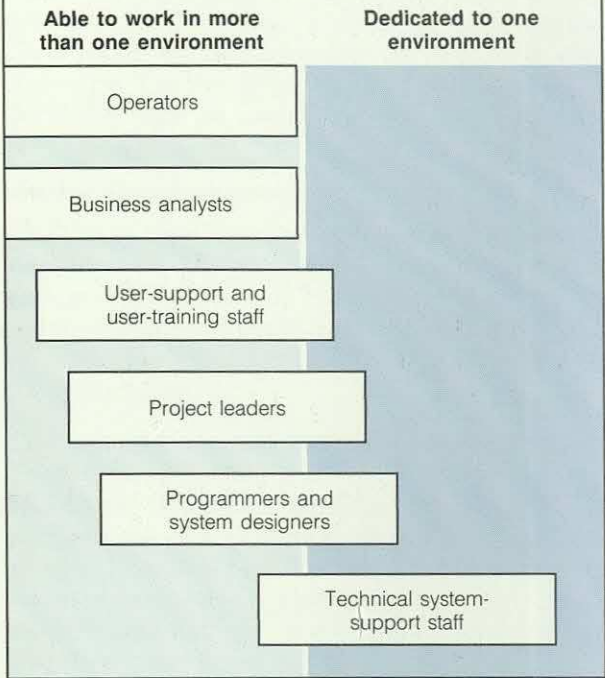 Able to work in more
than one environment
Dedicated to one
environment
Operators
Business analysts
User-support and
user-training staff
Project leaders
Programmers and
system designers
Technical system-
support staff